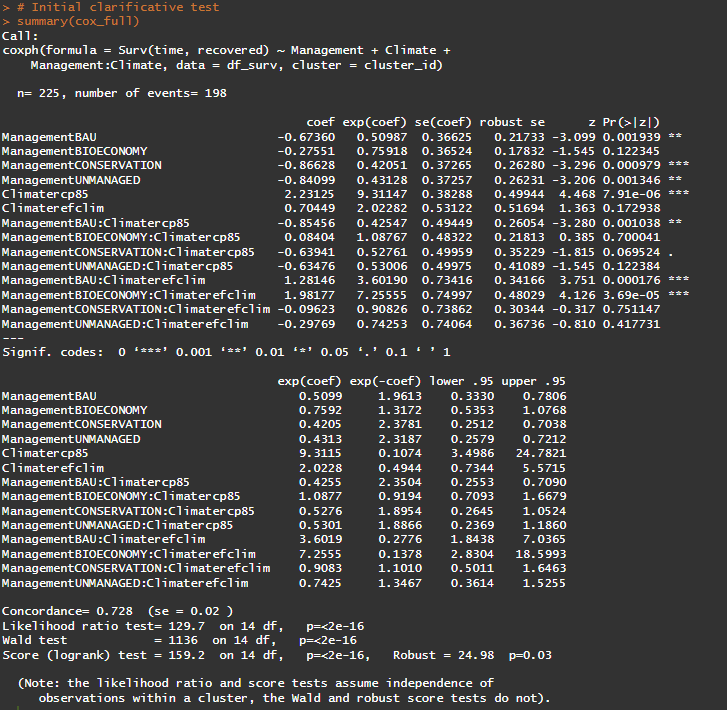 > # Initial clarificative test
> summary(cox_full)
Call:
coxph(formula = Surv(time, recovered) ~ Management + Climate +
    Management:Climate, data = df_surv, cluster = cluster_id)

  n= 225, number of events= 198

                                       coef exp(coef) se(coef) robust se      z Pr(>|z|)
ManagementBAU                      -0.67360   0.50987  0.36625   0.21733 -3.099 0.001939 **
ManagementBIOECONOMY               -0.27551   0.75918  0.36524   0.17832 -1.545 0.122345
ManagementCONSERVATION             -0.86628   0.42051  0.37265   0.26280 -3.296 0.000979 ***
ManagementUNMANAGED                -0.84099   0.43128  0.37257   0.26231 -3.206 0.001346 **
Climatercp85                        2.23125   9.31147  0.38288   0.49944  4.468 7.91e-06 ***
Climaterefclim                      0.70449   2.02282  0.53122   0.51694  1.363 0.172938
ManagementBAU:Climatercp85         -0.85456   0.42547  0.49449   0.26054 -3.280 0.001038 **
ManagementBIOECONOMY:Climatercp85   0.08404   1.08767  0.48322   0.21813  0.385 0.700041
ManagementCONSERVATION:Climatercp85 -0.63941   0.52761  0.49959   0.35229 -1.815 0.069524 .
ManagementUNMANAGED:Climatercp85   -0.63476   0.53006  0.49975   0.41089 -1.545 0.122384
ManagementBAU:Climaterefclim        1.28146   3.60190  0.73416   0.34166  3.751 0.000176 ***
ManagementBIOECONOMY:Climaterefclim 1.98177   7.25555  0.74997   0.48029  4.126 3.69e-05 ***
ManagementCONSERVATION:Climaterefclim -0.09623 0.90826 0.73862   0.30344 -0.317 0.751147
ManagementUNMANAGED:Climaterefclim -0.29769   0.74253  0.74064   0.36736 -0.810 0.417731
---
Signif. codes:  0 ‘***’ 0.001 ‘**’ 0.01 ‘*’ 0.05 ‘.’ 0.1 ‘ ’ 1

                                      exp(coef) exp(-coef) lower .95 upper .95
ManagementBAU                            0.5099     1.9613    0.3330    0.7806
ManagementBIOECONOMY                     0.7592     1.3172    0.5353    1.0768
ManagementCONSERVATION                   0.4205     2.3781    0.2512    0.7038
ManagementUNMANAGED                      0.4313     2.3187    0.2579    0.7212
Climatercp85                             9.3115     0.1074    3.4986   24.7821
Climaterefclim                           2.0228     0.4944    0.7344    5.5715
ManagementBAU:Climatercp85               0.4255     2.3504    0.2553    0.7090
ManagementBIOECONOMY:Climatercp85        1.0877     0.9194    0.7093    1.6679
ManagementCONSERVATION:Climatercp85      0.5276     1.8954    0.2645    1.0524
ManagementUNMANAGED:Climatercp85         0.5301     1.8866    0.2369    1.1860
ManagementBAU:Climaterefclim             3.6019     0.2776    1.8438    7.0365
ManagementBIOECONOMY:Climaterefclim      7.2555     0.1378    2.8304   18.5993
ManagementCONSERVATION:Climaterefclim    0.9083     1.1010    0.5011    1.6463
ManagementUNMANAGED:Climaterefclim       0.7425     1.3467    0.3614    1.5255

Concordance= 0.728  (se = 0.02 )
Likelihood ratio test= 129.7  on 14 df,   p=<2e-16
Wald test            = 1136  on 14 df,   p=<2e-16
Score (logrank) test = 159.2  on 14 df,   p=<2e-16,   Robust = 24.98  p=0.03

  (Note: the likelihood ratio and score tests assume independence of
     observations within a cluster, the Wald and robust score tests do not).